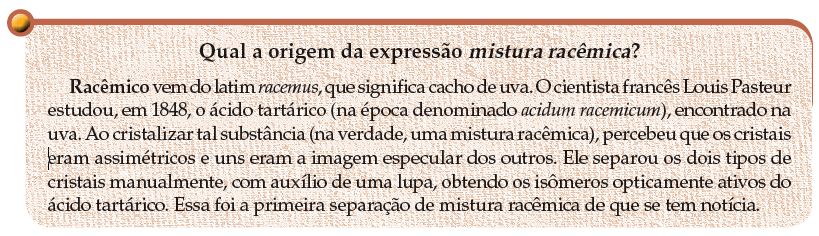 Qual a origem da expressão mistura racêmica?
Racêmico vem do latim racemus, que significa cacho de uva. O cientista francês Louis Pasteur
estudou, em 1848, o ácido tartárico (na época denominado acidum racemicum), encontrado na
uva. Ao cristalizar tal substância (na verdade, uma mistura racêmica), percebeu que os cristais
eram assimétricos e uns eram a imagem especular dos outros. Ele separou os dois tipos de
cristais manualmente, com auxílio de uma lupa, obtendo os isômeros opticamente ativos do
ácido tartárico. Essa foi a primeira separação de mistura racêmica de que se tem notícia.